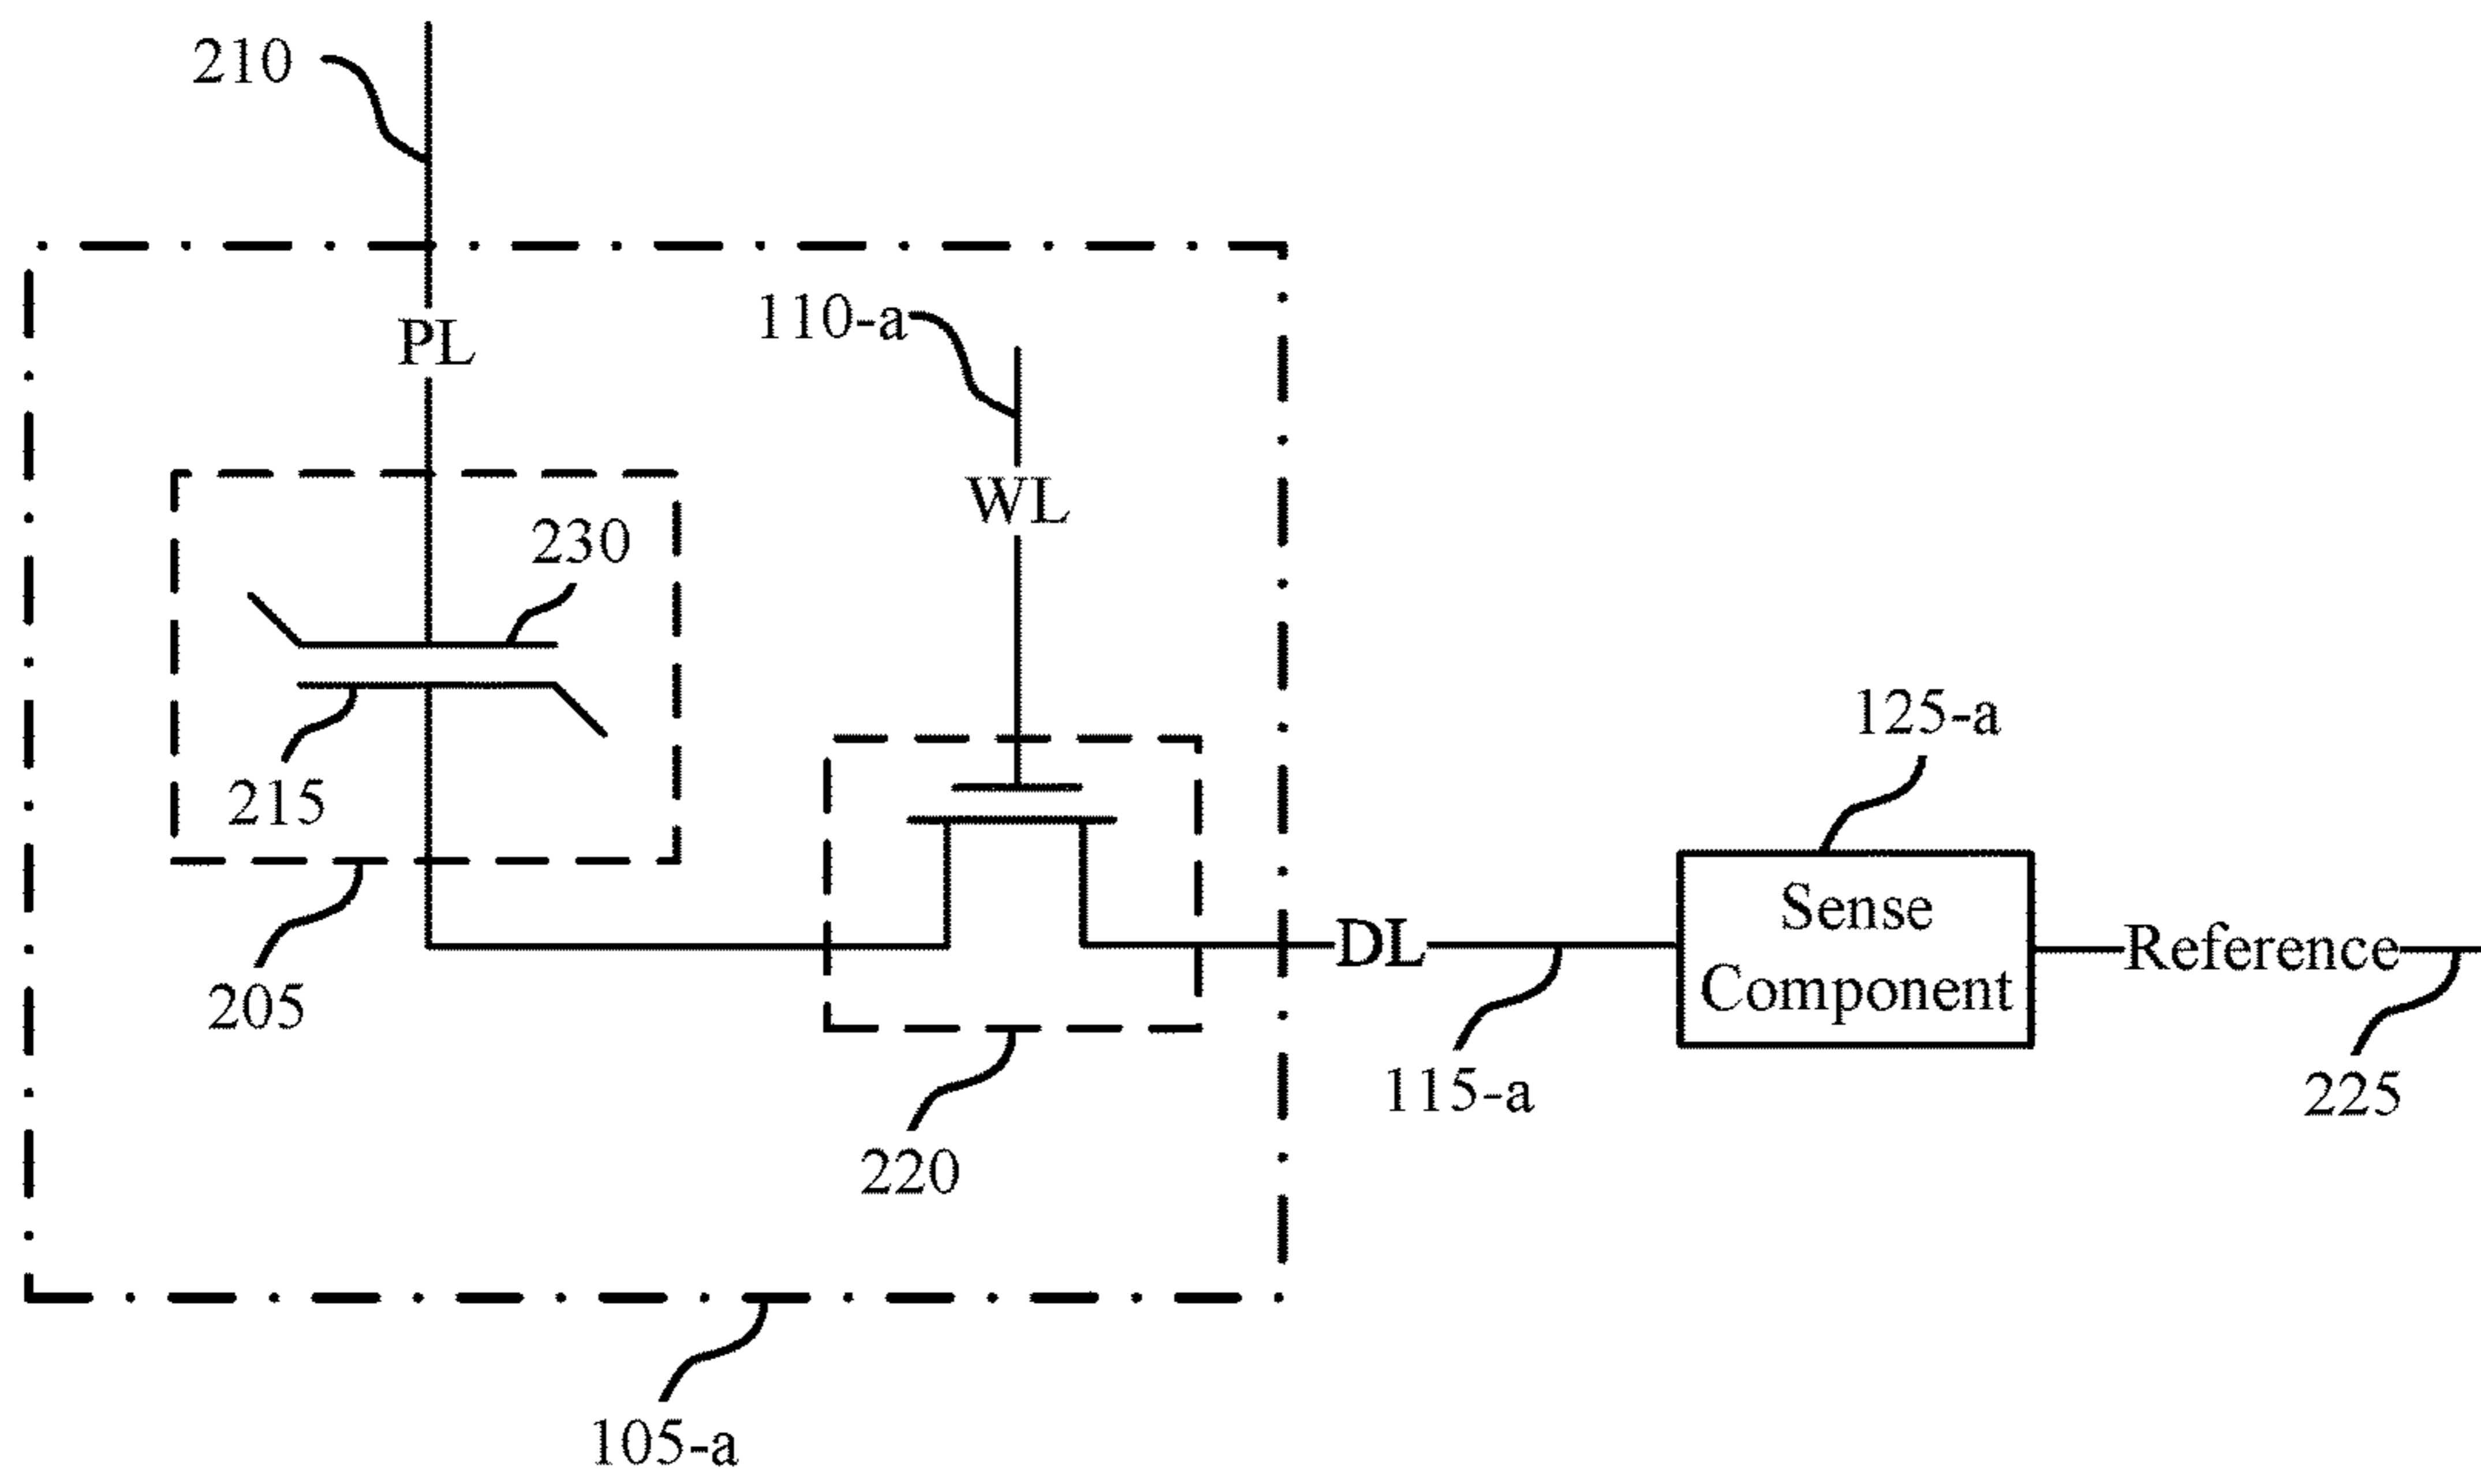 210
110-a
PL
WL
230
125-a
215
Sense
Component
DL
Reference
205
115-a
225
220
105-a